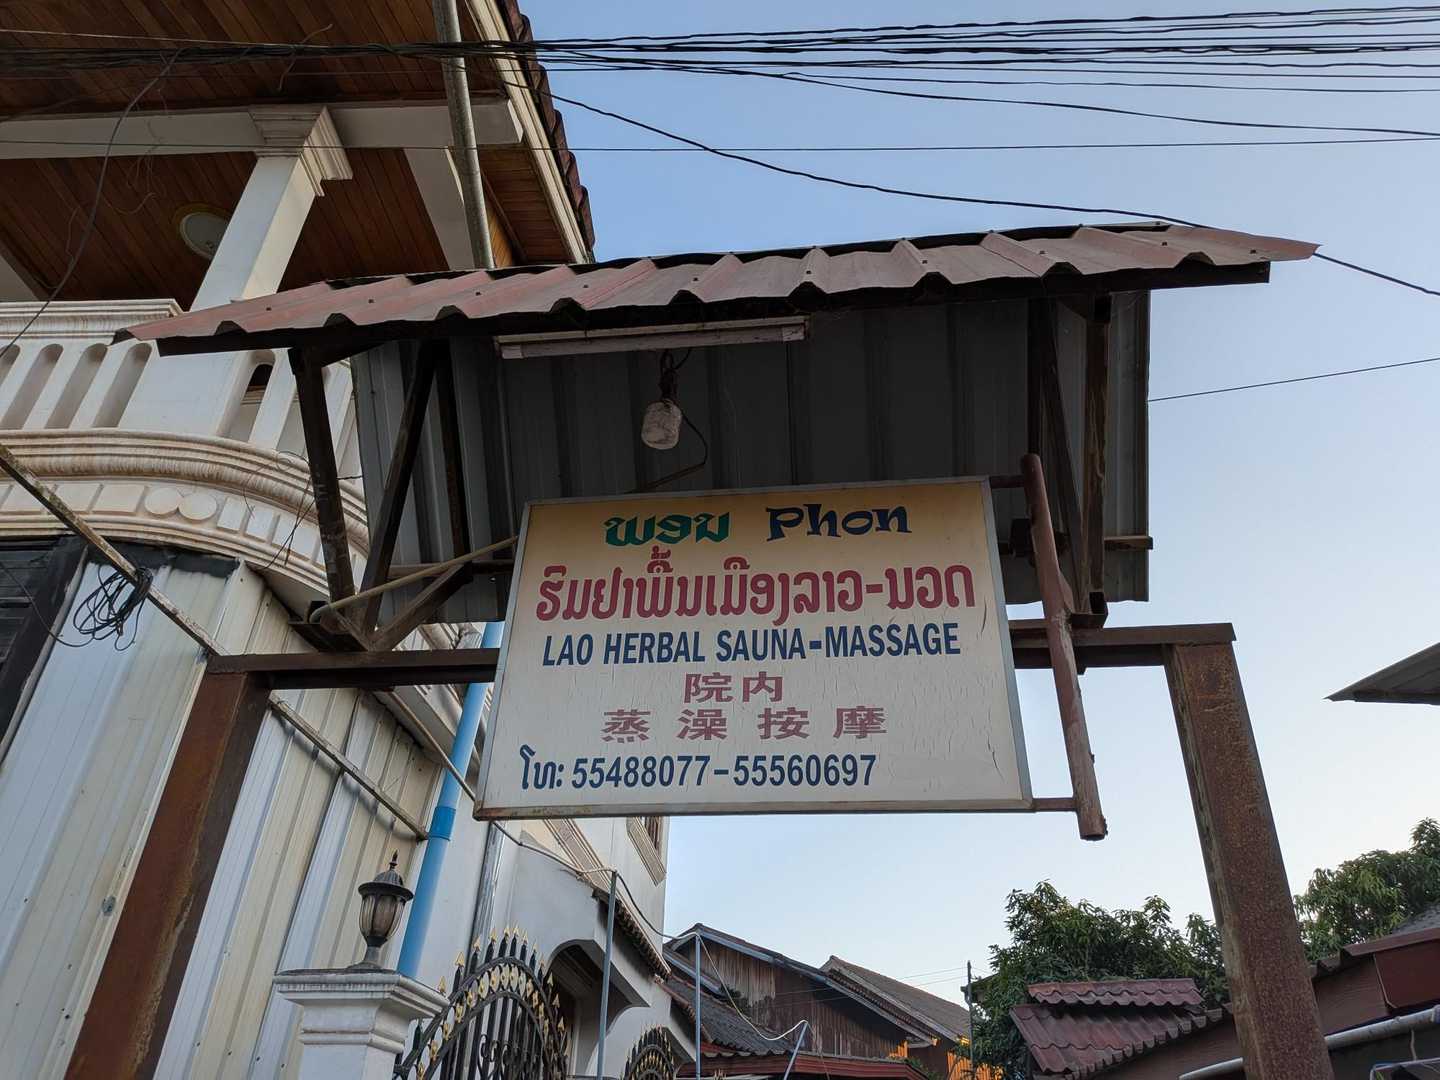 ພອນ Phon
ຮົມຢາພື້ນເມືອງລາວ-ນວດ
LAO HERBAL SAUNA-MASSAGE
院内
蒸澡按摩
ໂທ: 55488077-55560697